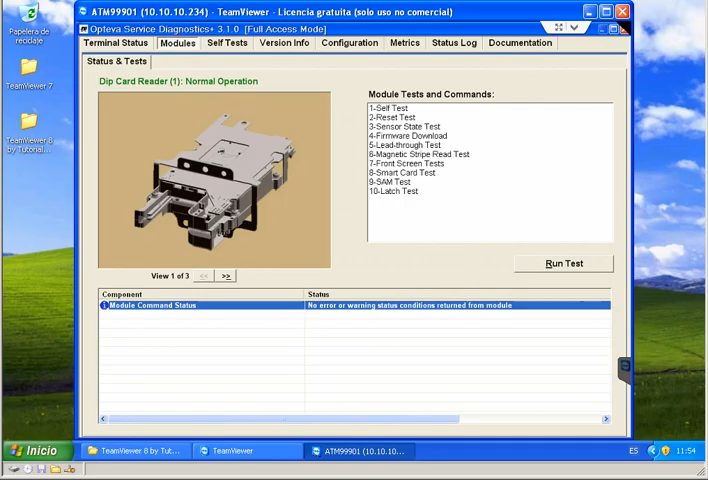 ATM99901 (10.10.10.234) - TeamViewer - Licencia gratuita (solo uso no comercial)
Papelera de
reciclaje
Opteva Service Diagnostics+ 3.1.0 [Full Access Mode]
Terminal Status Modules Self Tests Version Info Configuration Metrics Status Log Documentation
Status & Tests
Dip Card Reader (1): Normal Operation
TeamViewer 7
Module Tests and Commands:
1-Self Test
2-Reset Test
3-Sensor State Test
4-Firmware Download
5-Lead-through Test
6-Magnetic Stripe Read Test
7-Front Screen Tests
8-Smart Card Test
9-SAM Test
10-Latch Test
TeamViewer 8
by Tutorial...
Run Test
View 1 of 3 << >>
Component Status
Module Command Status No error or warning status conditions returned from module
Inicio TeamViewer 8 by Tut... TeamViewer ATM99901 (10.10.10... ES 11:54